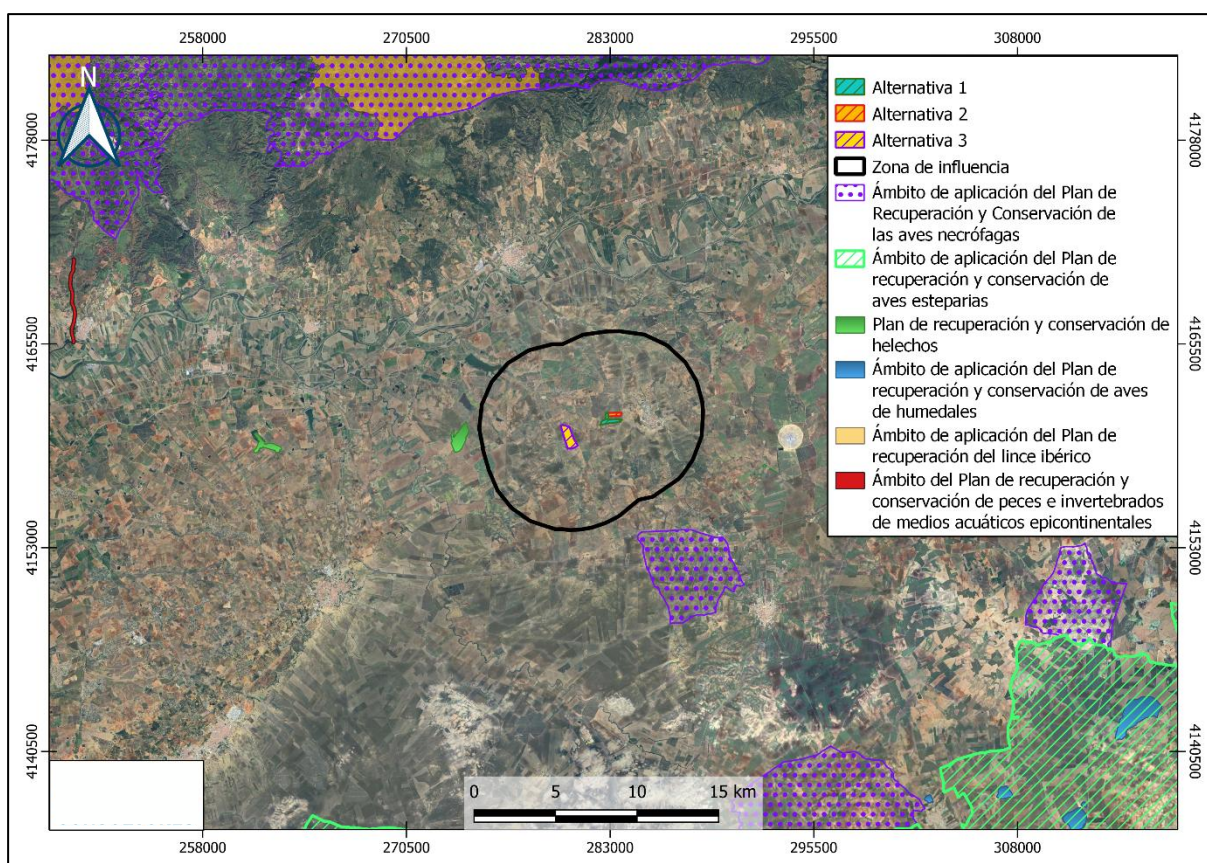 258000
270500
283000
295500
308000
N
4178000
4165500
4153000
4140500
Alternativa 1
Alternativa 2
Alternativa 3
Zona de influencia
Ámbito de aplicación del Plan de
Recuperación y Conservación de
las aves necrófagas
Ámbito de aplicación del Plan de
recuperación y conservación de
aves esteparias
Plan de recuperación y conservación de
helechos
Ámbito de aplicación del Plan de
recuperación y conservación de aves
de humedales
Ámbito de aplicación del Plan de
recuperación del lince ibérico
Ámbito del Plan de recuperación y
conservación de peces e invertebrados
de medios acuáticos epicontinentales
4178000
4165500
4153000
4140500
0 5 10 15 km
258000
270500
283000
295500
308000